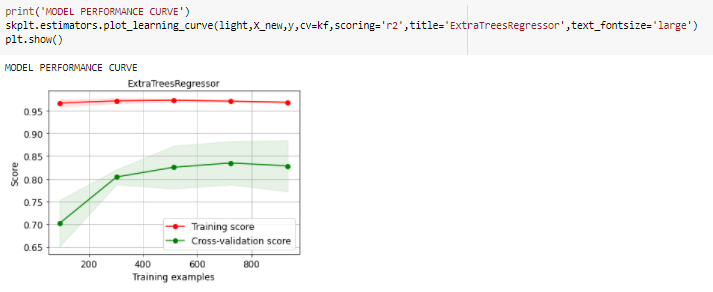 print('MODEL PERFORMANCE CURVE')
skplt.estimators.plot_learning_curve(light,X_new,y,cv=kf,scoring='r2',title='ExtraTreesRegressor',text_fontsize='large')
plt.show()
MODEL PERFORMANCE CURVE
ExtraTreesRegressor
0.95
0.90
0.85
0.80
0.75
0.70
0.65
Score
Training score
Cross-validation score
200 400 600 800
Training examples